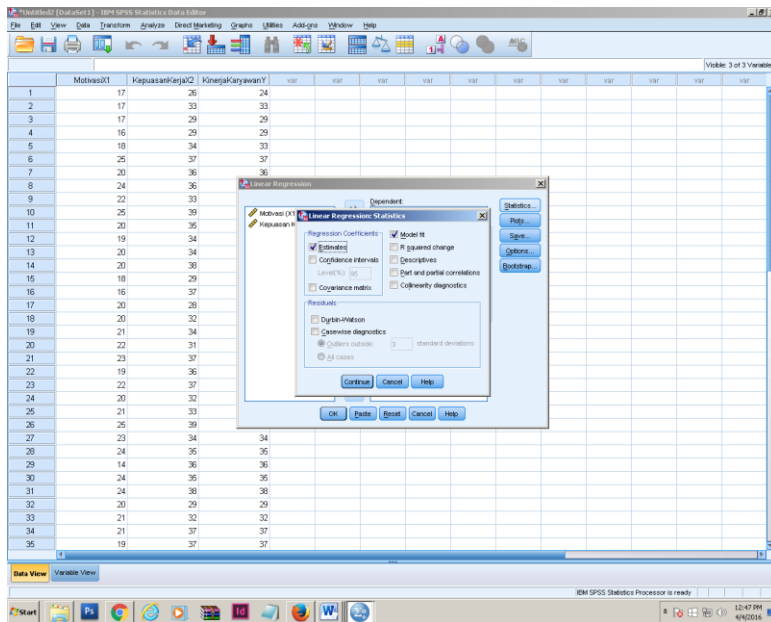 *Untitled2 [DataSet1] - IBM SPSS Statistics Data Editor
File Edit View Data Transform Analyze Direct Marketing Graphs Utilities Add-ons Window Help
Visible: 3 of 3 Variables
MotivasiX1 KepuasanKerjaX2 KinerjaKaryawanY var var var var var var var var var
1 17 26 24
2 17 33 33
3 17 29 29
4 16 29 29
5 18 34 33
6 25 37 37
7 20 36 36
8 24 36
9 22 33
10 25 39
11 20 35
12 19 34
13 20 34
14 20 38
15 18 29
16 16 37
17 20 28
18 20 32
19 21 34
20 22 31
21 23 37
22 19 36
23 22 37
24 20 32
25 21 33
26 25 39
27 23 34 34
28 24 35 35
29 14 36 36
30 24 35 35
31 24 38 38
32 20 29 29
33 21 32 32
34 21 37 37
35 19 37 37
Linear Regression
Dependent:
Motivasi (X1
Kepuasan K
Statistics...
Plots...
Save...
Options...
Bootstrap...
Linear Regression: Statistics
Regression Coefficients
Estimates
Confidence intervals
Level(%): 95
Covariance matrix
Model fit
R squared change
Descriptives
Part and partial correlations
Collinearity diagnostics
Residuals
Durbin-Watson
Casewise diagnostics
Outliers outside: 3 standard deviations
All cases
Continue Cancel Help
OK Paste Reset Cancel Help
Data View Variable View
IBM SPSS Statistics Processor is ready
Start Ps Id W
12:47 PM
4/4/2016